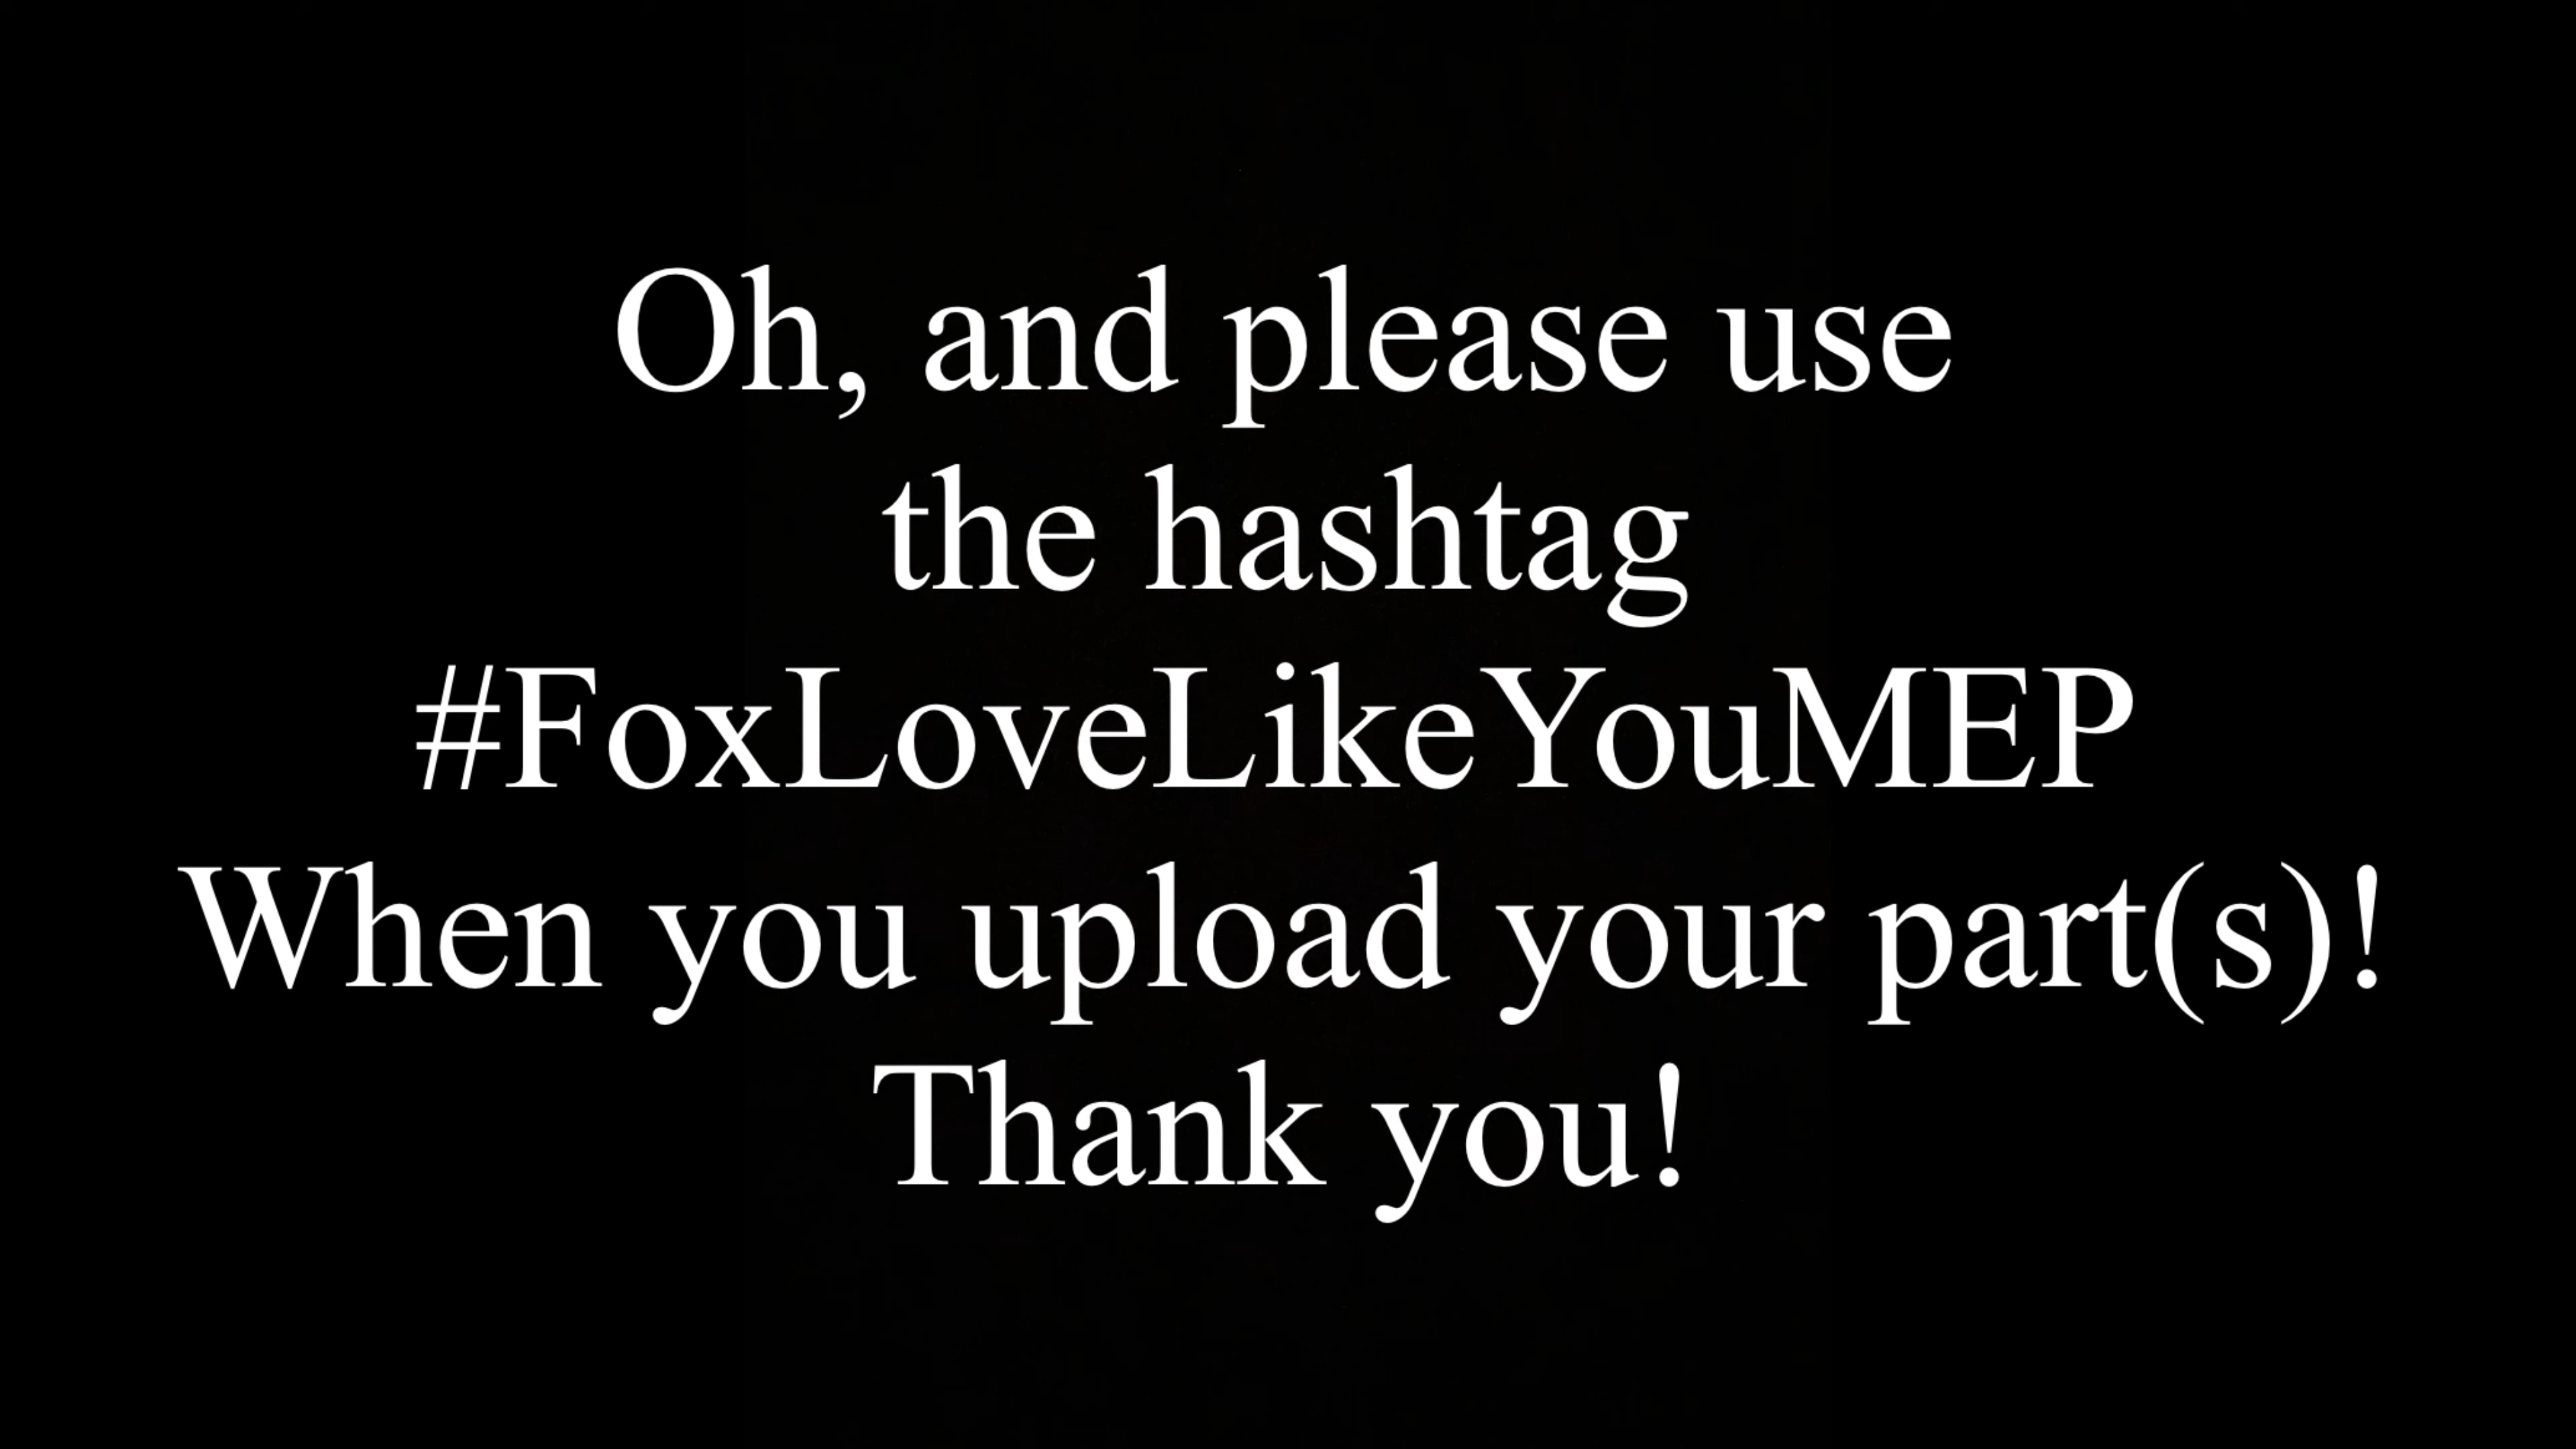 Oh, and please use
the hashtag
#FoxLoveLikeYouMEP
When you upload your part(s)!
Thank you!